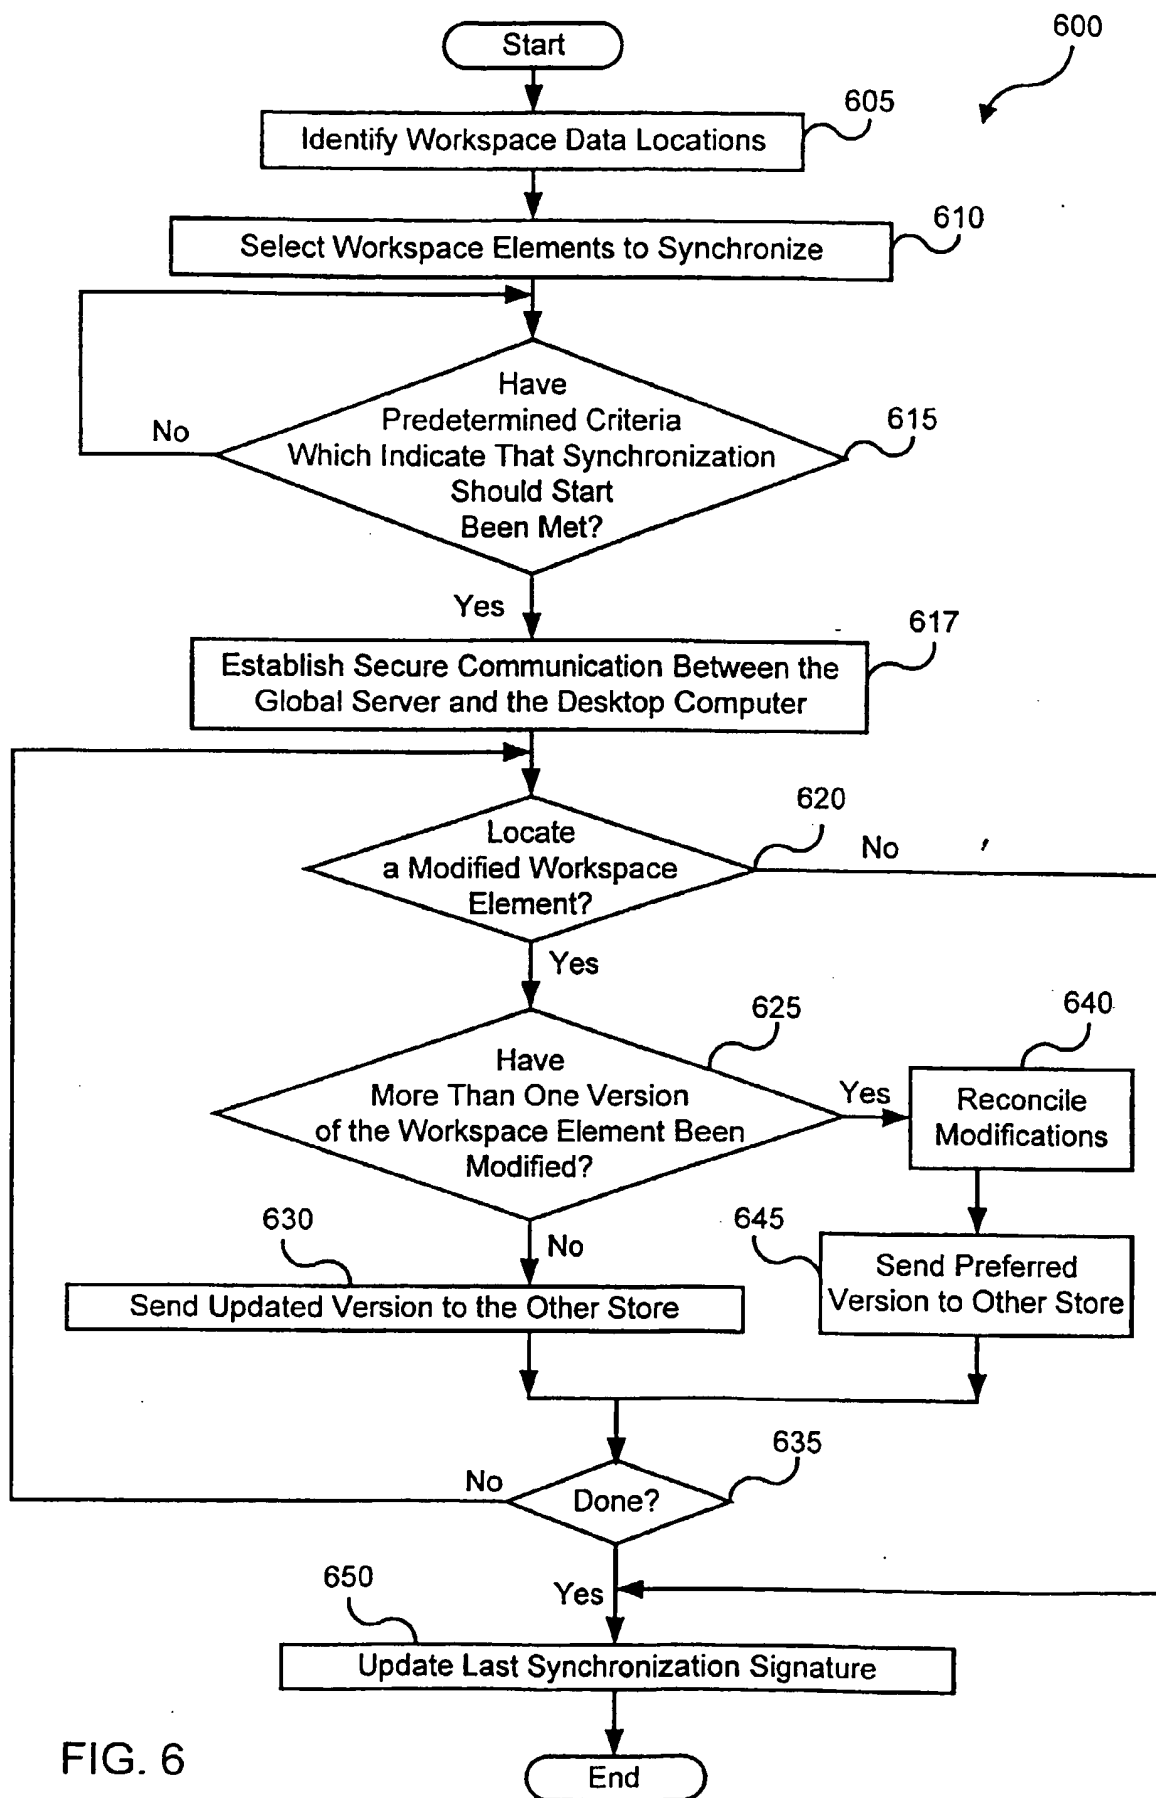 Start
600
Identify Workspace Data Locations
605
Select Workspace Elements to Synchronize
610
Have
Predetermined Criteria
Which Indicate That Synchronization
Should Start
Been Met?
615
No
Yes
Establish Secure Communication Between the
Global Server and the Desktop Computer
617
Locate
a Modified Workspace
Element?
620
No
Yes
Have
More Than One Version
of the Workspace Element Been
Modified?
625
Yes
Reconcile
Modifications
640
No
630
Send Updated Version to the Other Store
645
Send Preferred
Version to Other Store
Done?
635
No
Yes
650
Update Last Synchronization Signature
End
FIG. 6